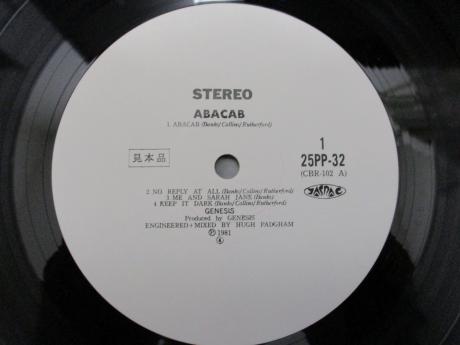 STEREO
ABACAB
1. ABACAB (Banks/Collins/Rutherford)
見本品
1
25PP-32
(CBR-102 A)
2 NO REPLY AT ALL (Banks/Collins/Rutherford)
3 ME AND SARAH JANE (Banks)
4 KEEP IT DARK (Banks/Collins/Rutherford)
GENESIS
Produced by GENESIS
ENGINEERED+MIXED BY HUGH PADGHAM
℗ 1981